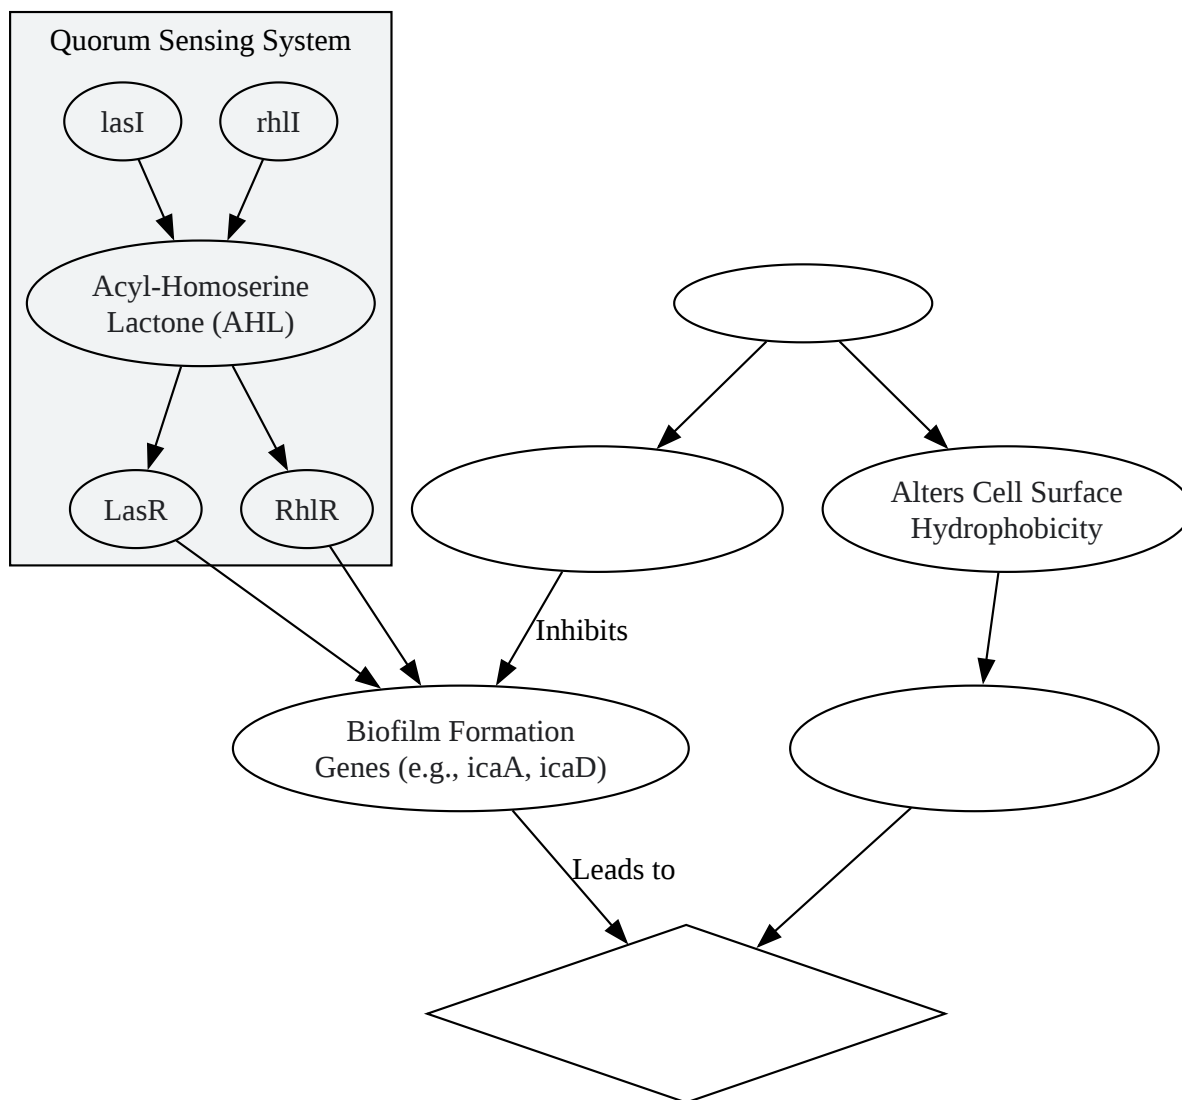 Quorum Sensing System
lasI
rhlI
Acyl-Homoserine
Lactone (AHL)
LasR
RhlR
Alters Cell Surface
Hydrophobicity
Inhibits
Biofilm Formation
Genes (e.g., icaA, icaD)
Leads to